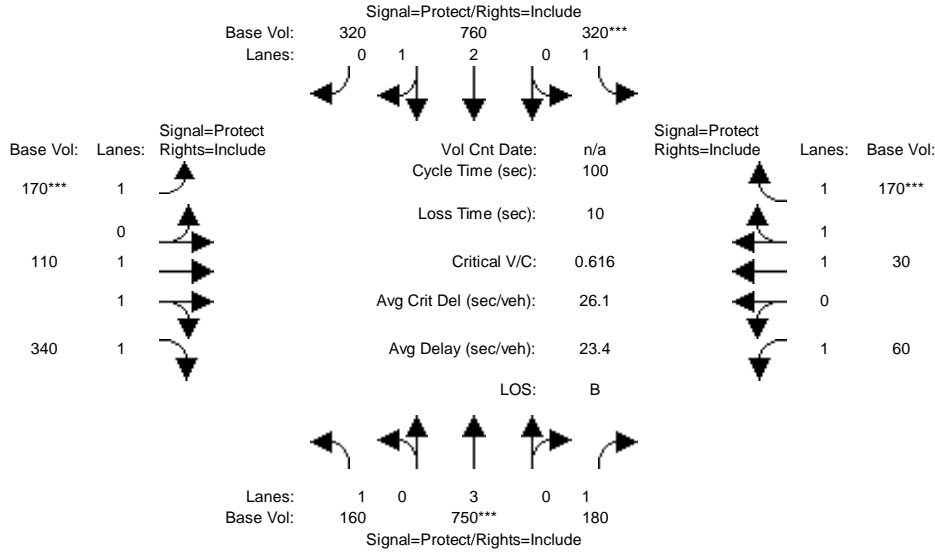 Signal=Protect/Rights=Include
Base Vol: 320 760 320***
Lanes: 0 1 2 0 1
Signal=Protect Signal=Protect
Base Vol: Lanes: Rights=Include Vol Cnt Date: n/a Rights=Include Lanes: Base Vol:
Cycle Time (sec): 100
170*** 1 1 170***
Loss Time (sec): 10
0 1
110 1 Critical V/C: 0.616 1 30
1 Avg Crit Del (sec/veh): 26.1 0
340 1 Avg Delay (sec/veh): 23.4 1 60
LOS: B
Lanes: 1 0 3 0 1
Base Vol: 160 750*** 180
Signal=Protect/Rights=Include